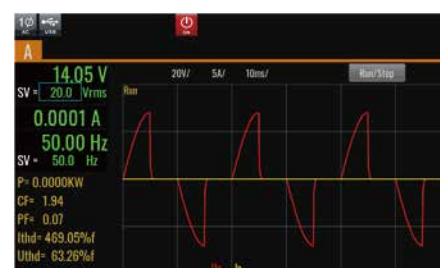 1Ø
AC
USB
ON
A
14.05 V
SV = 20.0 Vrms
0.0001 A
50.00 Hz
SV = 50.0 Hz
P= 0.0000KW
CF= 1.94
PF= 0.07
Ithd= 469.05%f
Uthd= 63.26%f
20V/ 5A/ 10ms/
Run/Stop
Run